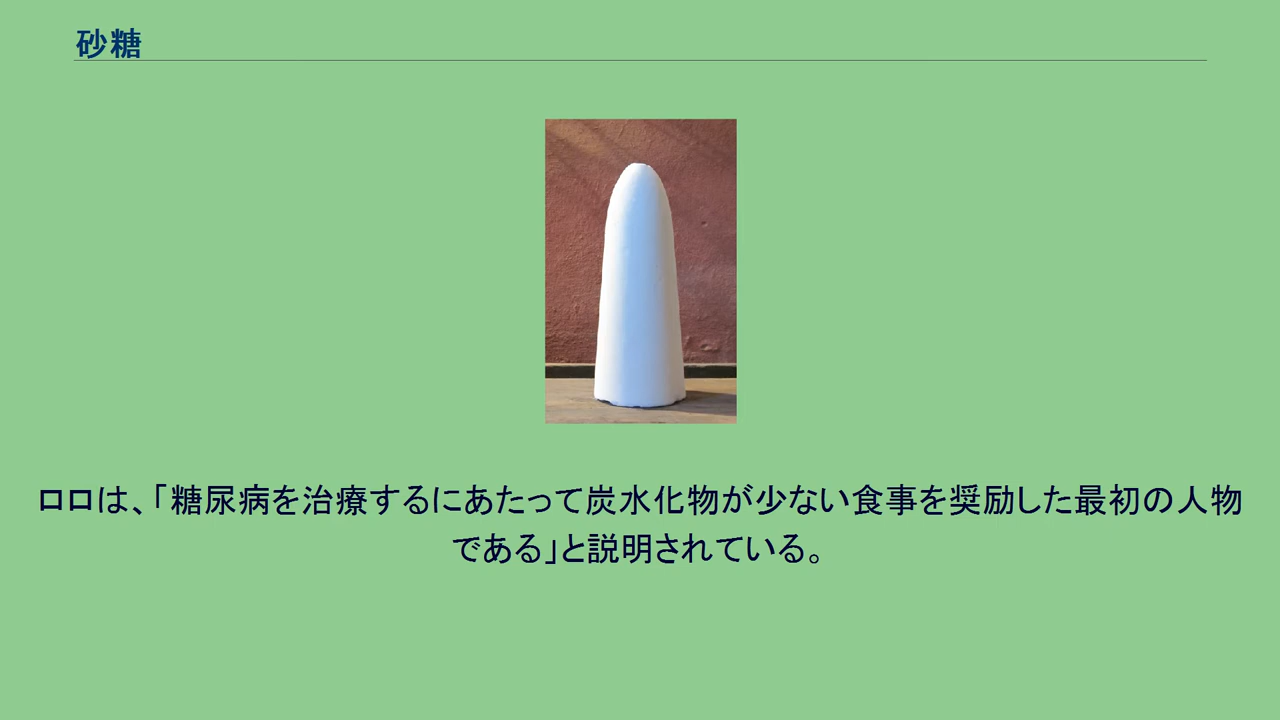 砂糖
ロロは、「糖尿病を治療するにあたって炭水化物が少ない食事を奨励した最初の人物
である」と説明されている。